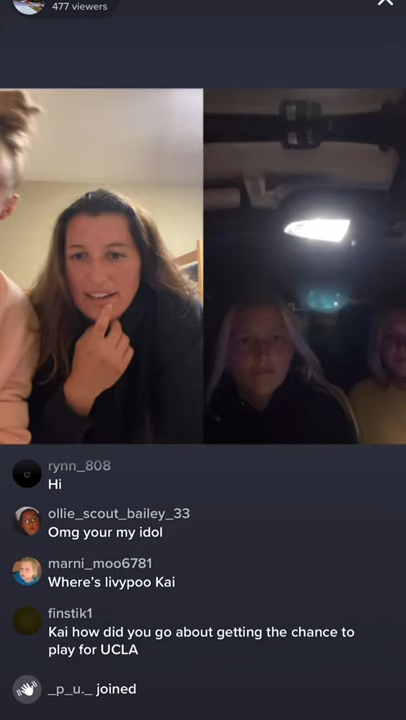 477 viewers
rynn_808
Hi
ollie_scout_bailey_33
Omg your my idol
marni_moo6781
Where's livypoo Kai
finstik1
Kai how did you go about getting the chance to
play for UCLA
_p_u._ joined